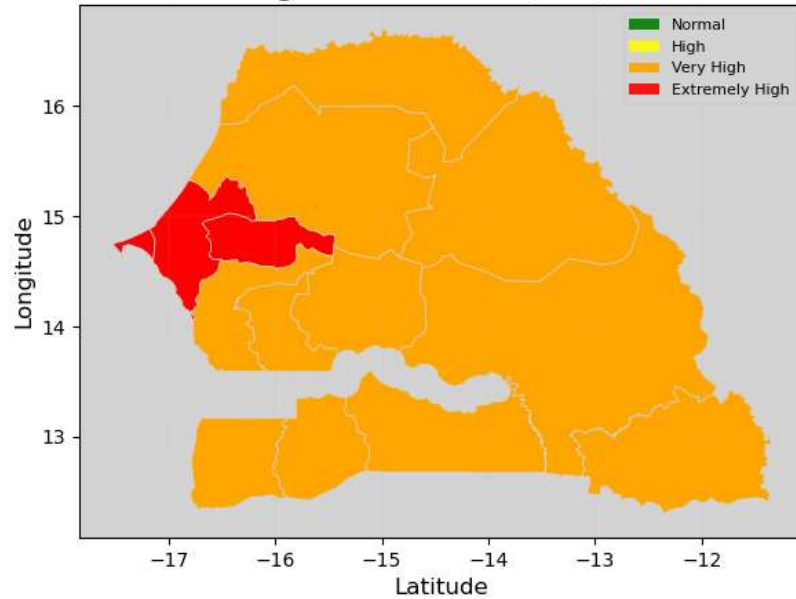 Normal
High
Very High
Extremely High
16
15
14
13
Longitude
−17 −16 −15 −14 −13 −12
Latitude